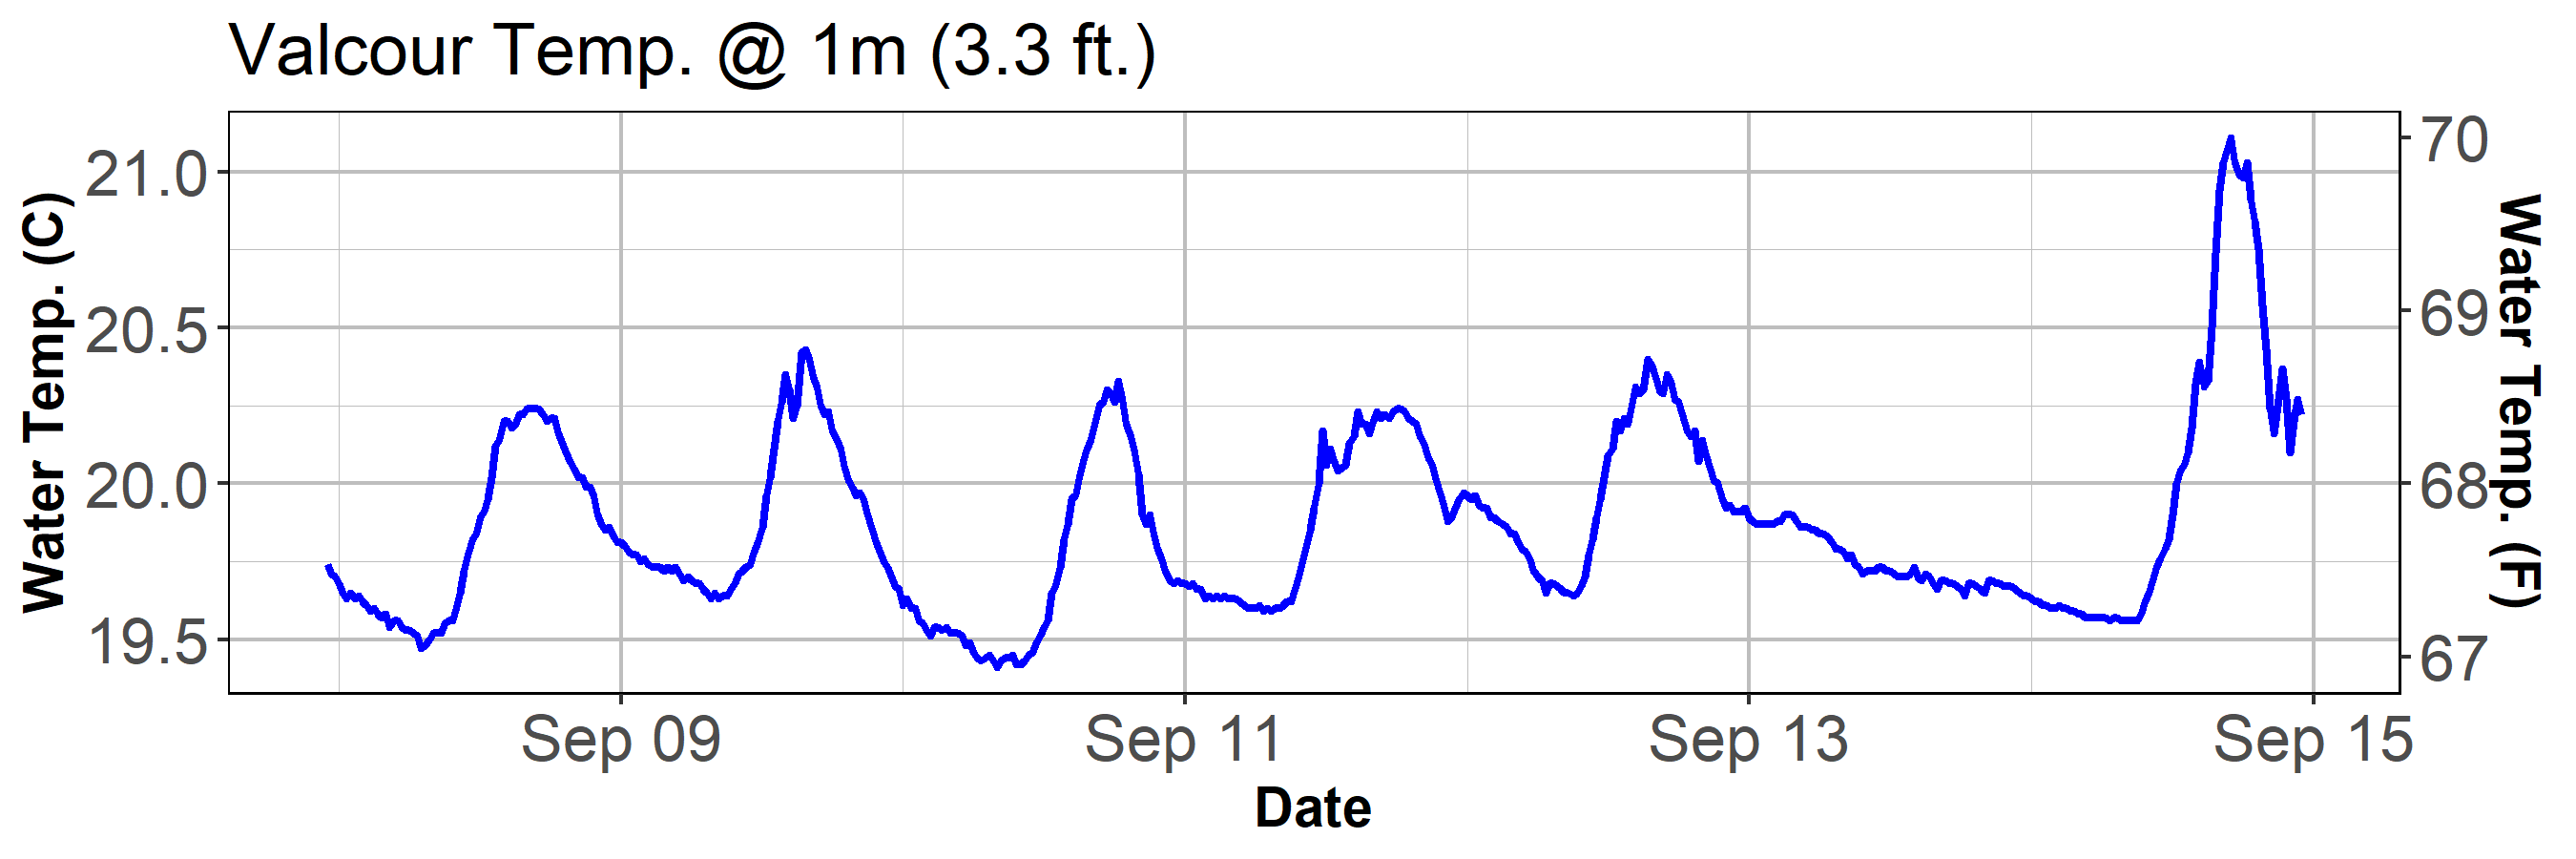 Valcour Temp. @ 1m (3.3 ft.)
Water Temp. (C)
21.0
20.5
20.0
19.5
70
69
68
67
Water Temp. (F)
Sep 09
Sep 11
Sep 13
Sep 15
Date